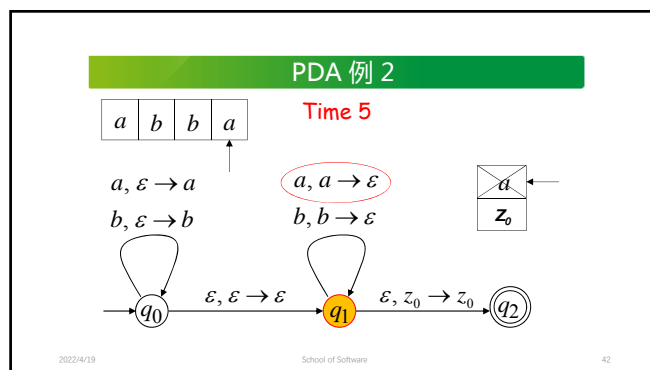 PDA 例 2
Time 5
a b b a
a, ε → a
a, a → ε
a
b, ε → b
b, b → ε
Z₀
ε, ε → ε
ε, z₀ → z₀
q₀
q₁
q₂
2022/4/19
School of Software
42